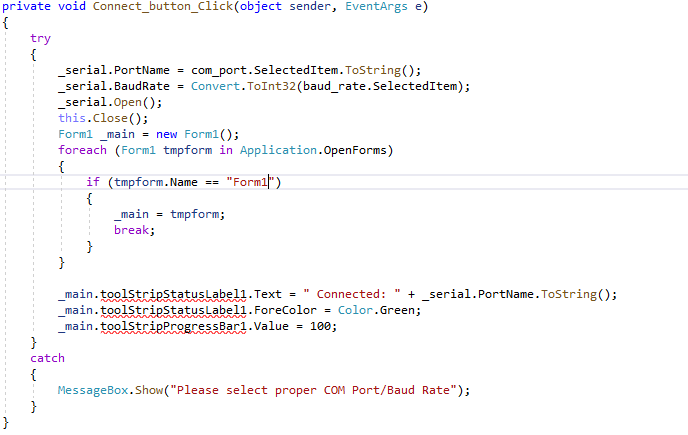 private void Connect_button_Click(object sender, EventArgs e)
{
try
{
_serial.PortName = com_port.SelectedItem.ToString();
_serial.BaudRate = Convert.ToInt32(baud_rate.SelectedItem);
_serial.Open();
this.Close();
Form1 _main = new Form1();
foreach (Form1 tmpform in Application.OpenForms)
{
if (tmpform.Name == "Form1")
{
_main = tmpform;
break;
}
}
_main.toolStripStatusLabel1.Text = " Connected: " + _serial.PortName.ToString();
_main.toolStripStatusLabel1.ForeColor = Color.Green;
_main.toolStripProgressBar1.Value = 100;
}
catch
{
MessageBox.Show("Please select proper COM Port/Baud Rate");
}
}